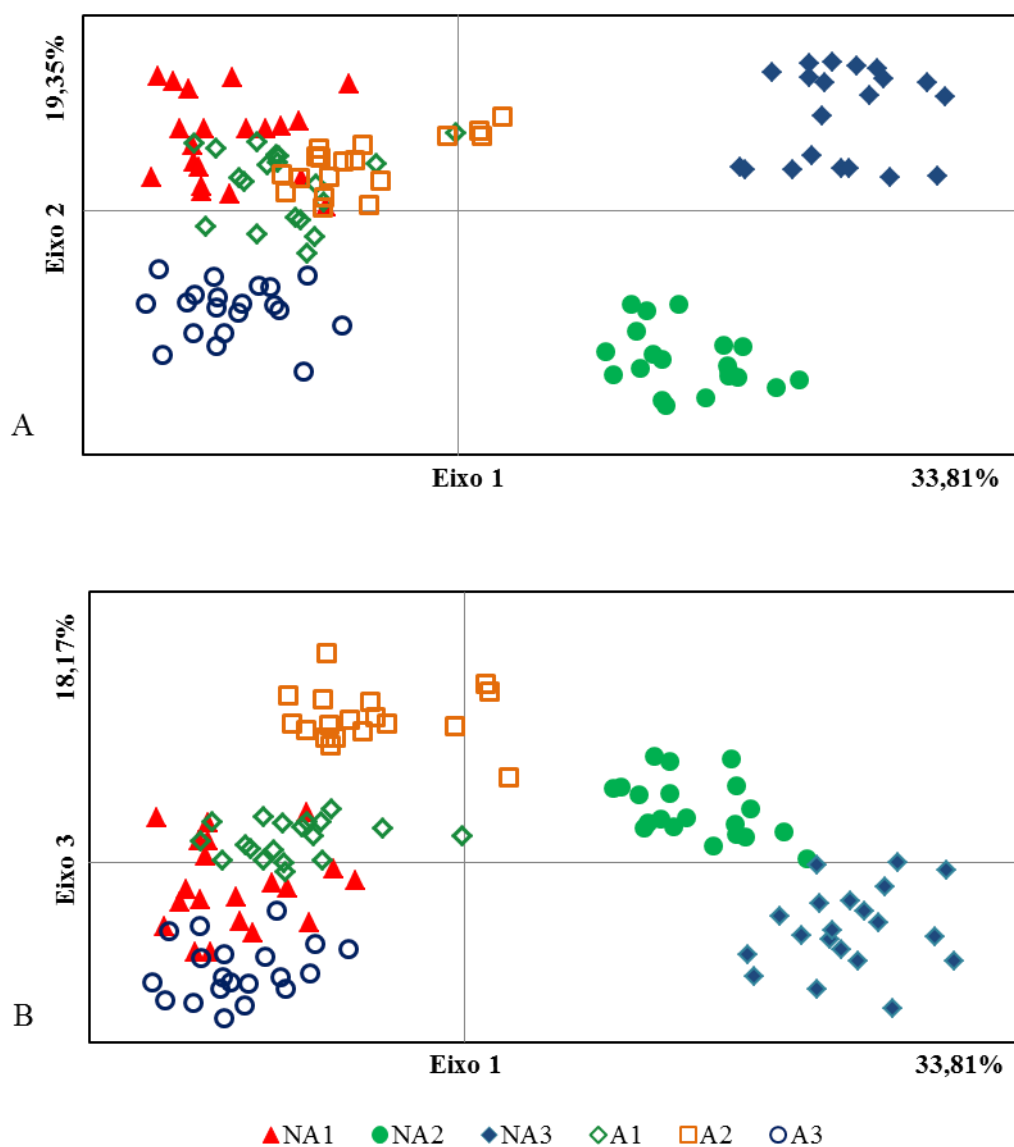 19,35%
Eixo 2
A
Eixo 1
33,81%
18,17%
Eixo 3
B
Eixo 1
33,81%
NA1 NA2 NA3 A1 A2 A3